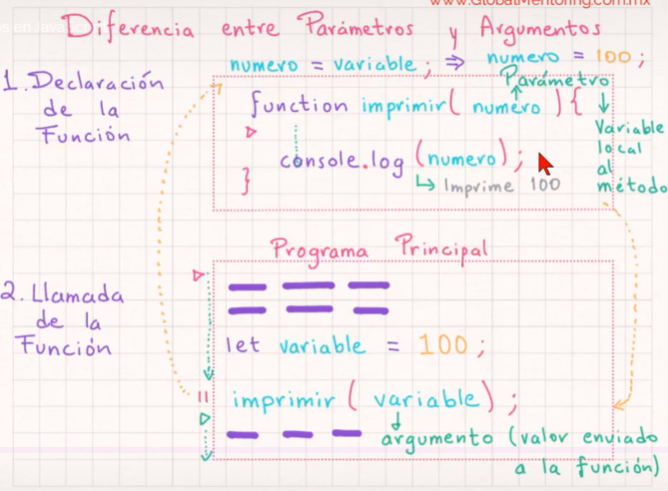 www.GlobalMentoring.com.mx
Diferencia entre Parámetros y Argumentos
numero = variable; ⇒ numero = 100;
1. Declaración
de la
Función
Parámetro
function imprimir( numero ){
Variable
local
al
método
console.log (numero);
Imprime 100
}
Programa Principal
2. Llamada
de la
Función
let variable = 100;
imprimir ( variable) ;
argumento (valor enviado
a la función)